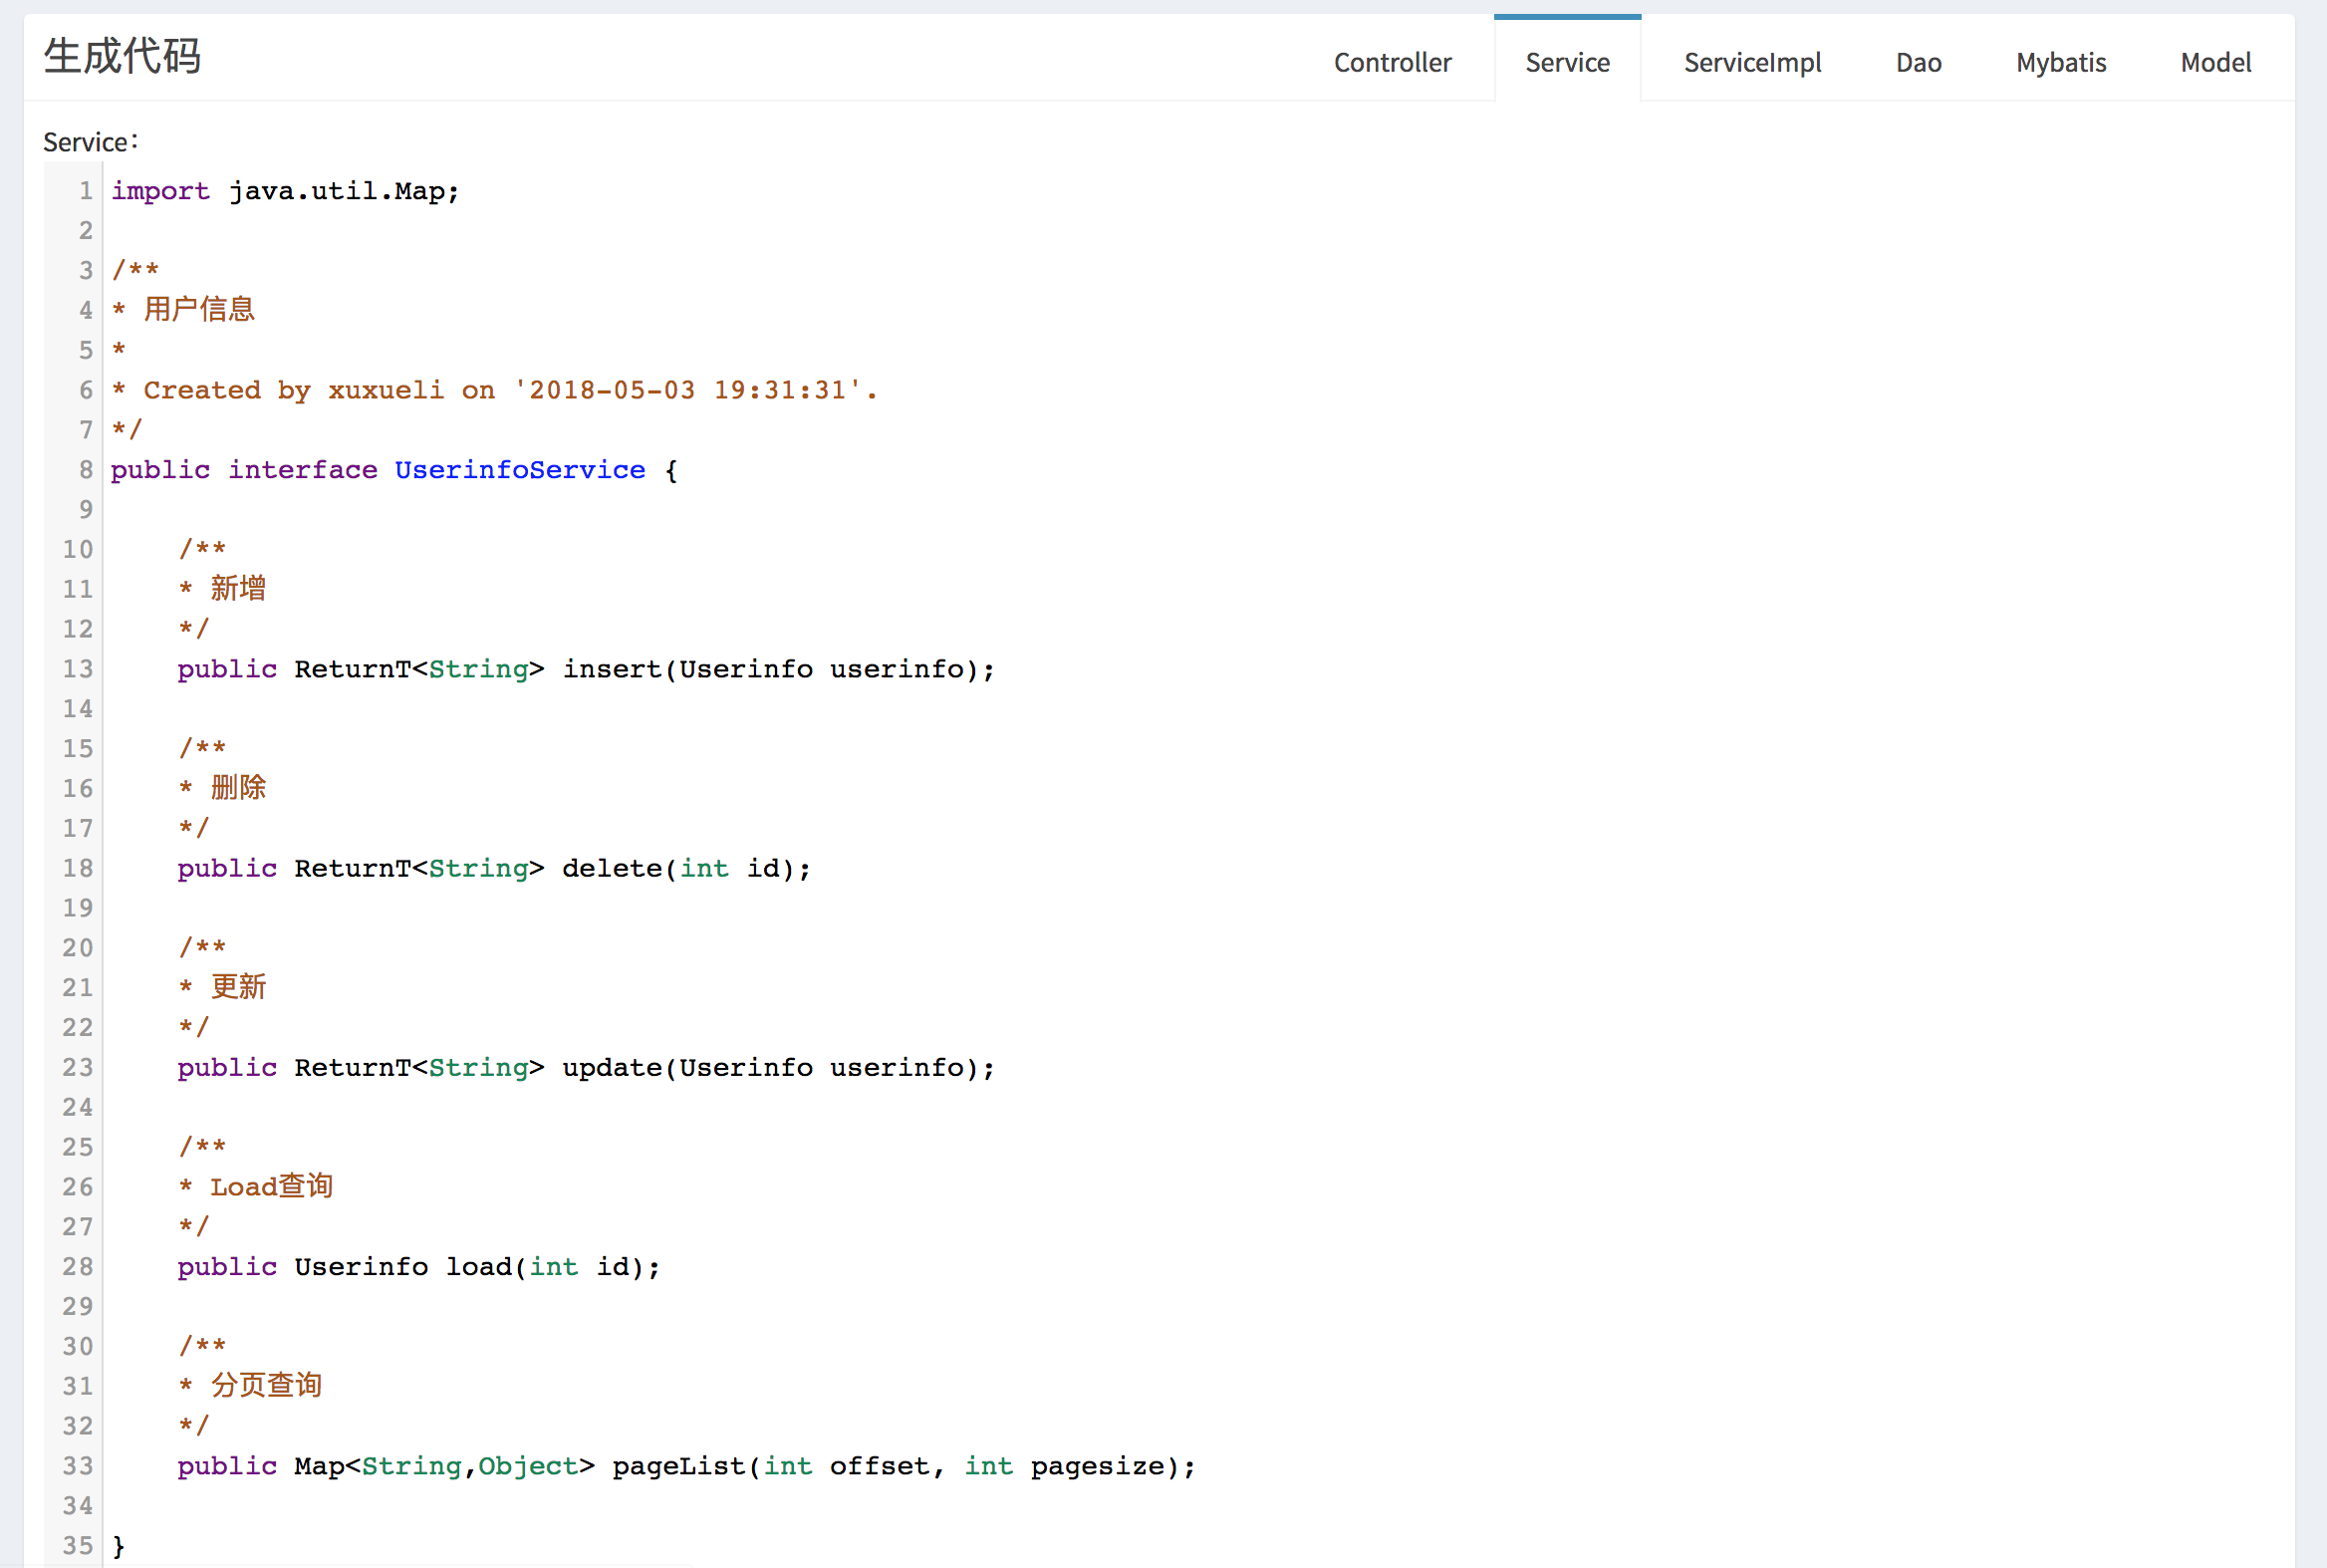 生成代码
Controller Service ServiceImpl Dao Mybatis Model
Service：
1 import java.util.Map;
2
3 /**
4 * 用户信息
5 *
6 * Created by xuxueli on '2018-05-03 19:31:31'.
7 */
8 public interface UserinfoService {
9
10     /**
11     * 新增
12     */
13     public ReturnT<String> insert(Userinfo userinfo);
14
15     /**
16     * 删除
17     */
18     public ReturnT<String> delete(int id);
19
20     /**
21     * 更新
22     */
23     public ReturnT<String> update(Userinfo userinfo);
24
25     /**
26     * Load查询
27     */
28     public Userinfo load(int id);
29
30     /**
31     * 分页查询
32     */
33     public Map<String,Object> pageList(int offset, int pagesize);
34
35 }